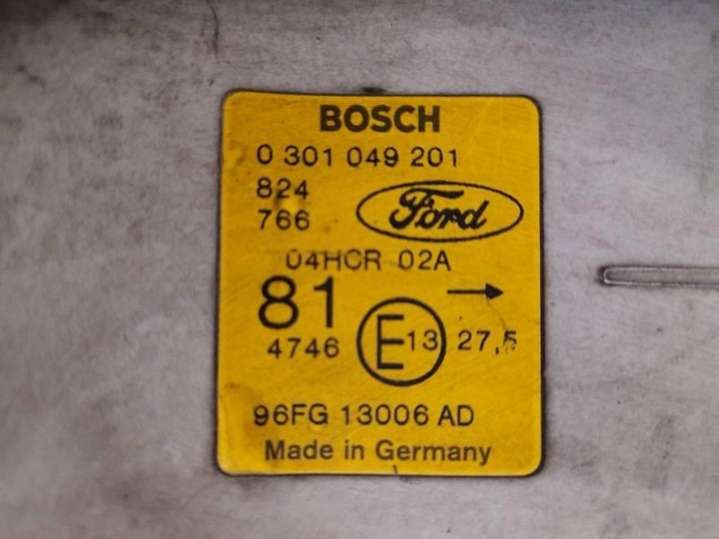 BOSCH
0 301 049 201
824
766
Ford
04HCR 02A
81 →
4746 E 13 27,5
96FG 13006 AD
Made in Germany